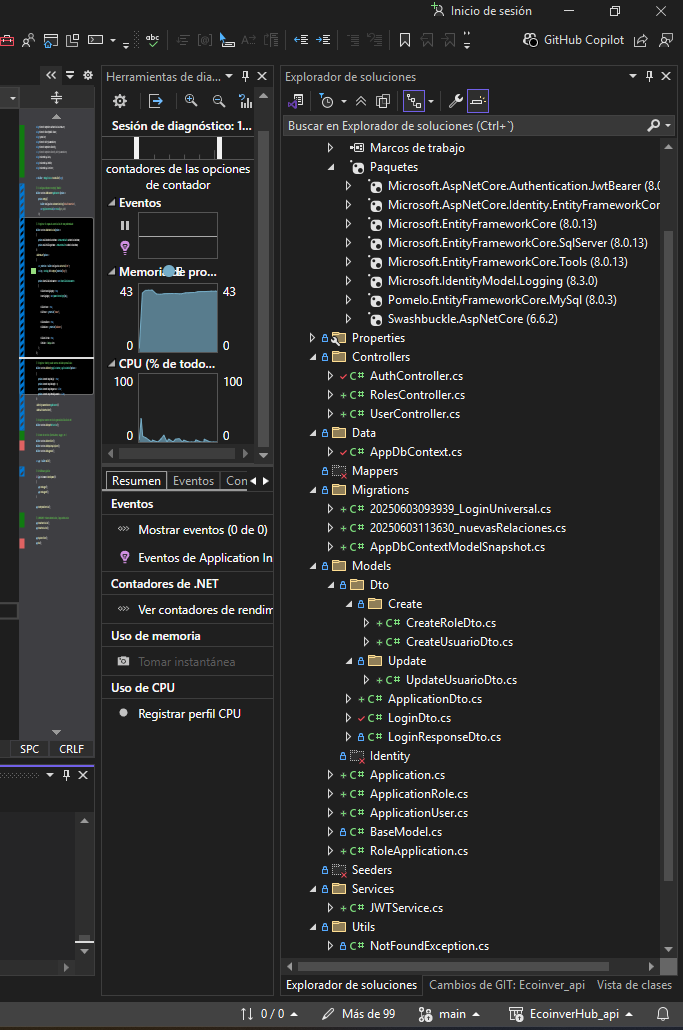 Inicio de sesión
abc
GitHub Copilot
Herramientas de dia...
Explorador de soluciones
Sesión de diagnóstico: 1...
Buscar en Explorador de soluciones (Ctrl+`)
contadores de las opciones
de contador
Eventos
Memoria de pro...
43
43
0
0
CPU (% de todo...
100
100
0
0
Resumen
Eventos
Con
Eventos
Mostrar eventos (0 de 0)
Eventos de Application In
Contadores de .NET
Ver contadores de rendim
Uso de memoria
Tomar instantánea
Uso de CPU
Registrar perfil CPU
SPC
CRLF
Marcos de trabajo
Paquetes
Microsoft.AspNetCore.Authentication.JwtBearer (8.0
Microsoft.AspNetCore.Identity.EntityFrameworkCor
Microsoft.EntityFrameworkCore (8.0.13)
Microsoft.EntityFrameworkCore.SqlServer (8.0.13)
Microsoft.EntityFrameworkCore.Tools (8.0.13)
Microsoft.IdentityModel.Logging (8.3.0)
Pomelo.EntityFrameworkCore.MySql (8.0.3)
Swashbuckle.AspNetCore (6.6.2)
Properties
Controllers
C# AuthController.cs
C# RolesController.cs
C# UserController.cs
Data
C# AppDbContext.cs
Mappers
Migrations
C# 20250603093939_LoginUniversal.cs
C# 20250603113630_nuevasRelaciones.cs
C# AppDbContextModelSnapshot.cs
Models
Dto
Create
C# CreateRoleDto.cs
C# CreateUsuarioDto.cs
Update
C# UpdateUsuarioDto.cs
C# ApplicationDto.cs
C# LoginDto.cs
C# LoginResponseDto.cs
Identity
C# Application.cs
C# ApplicationRole.cs
C# ApplicationUser.cs
C# BaseModel.cs
C# RoleApplication.cs
Seeders
Services
C# JWTService.cs
Utils
C# NotFoundException.cs
Explorador de soluciones
Cambios de GIT: Ecoinver_api
Vista de clases
0 / 0
Más de 99
main
EcoinverHub_api